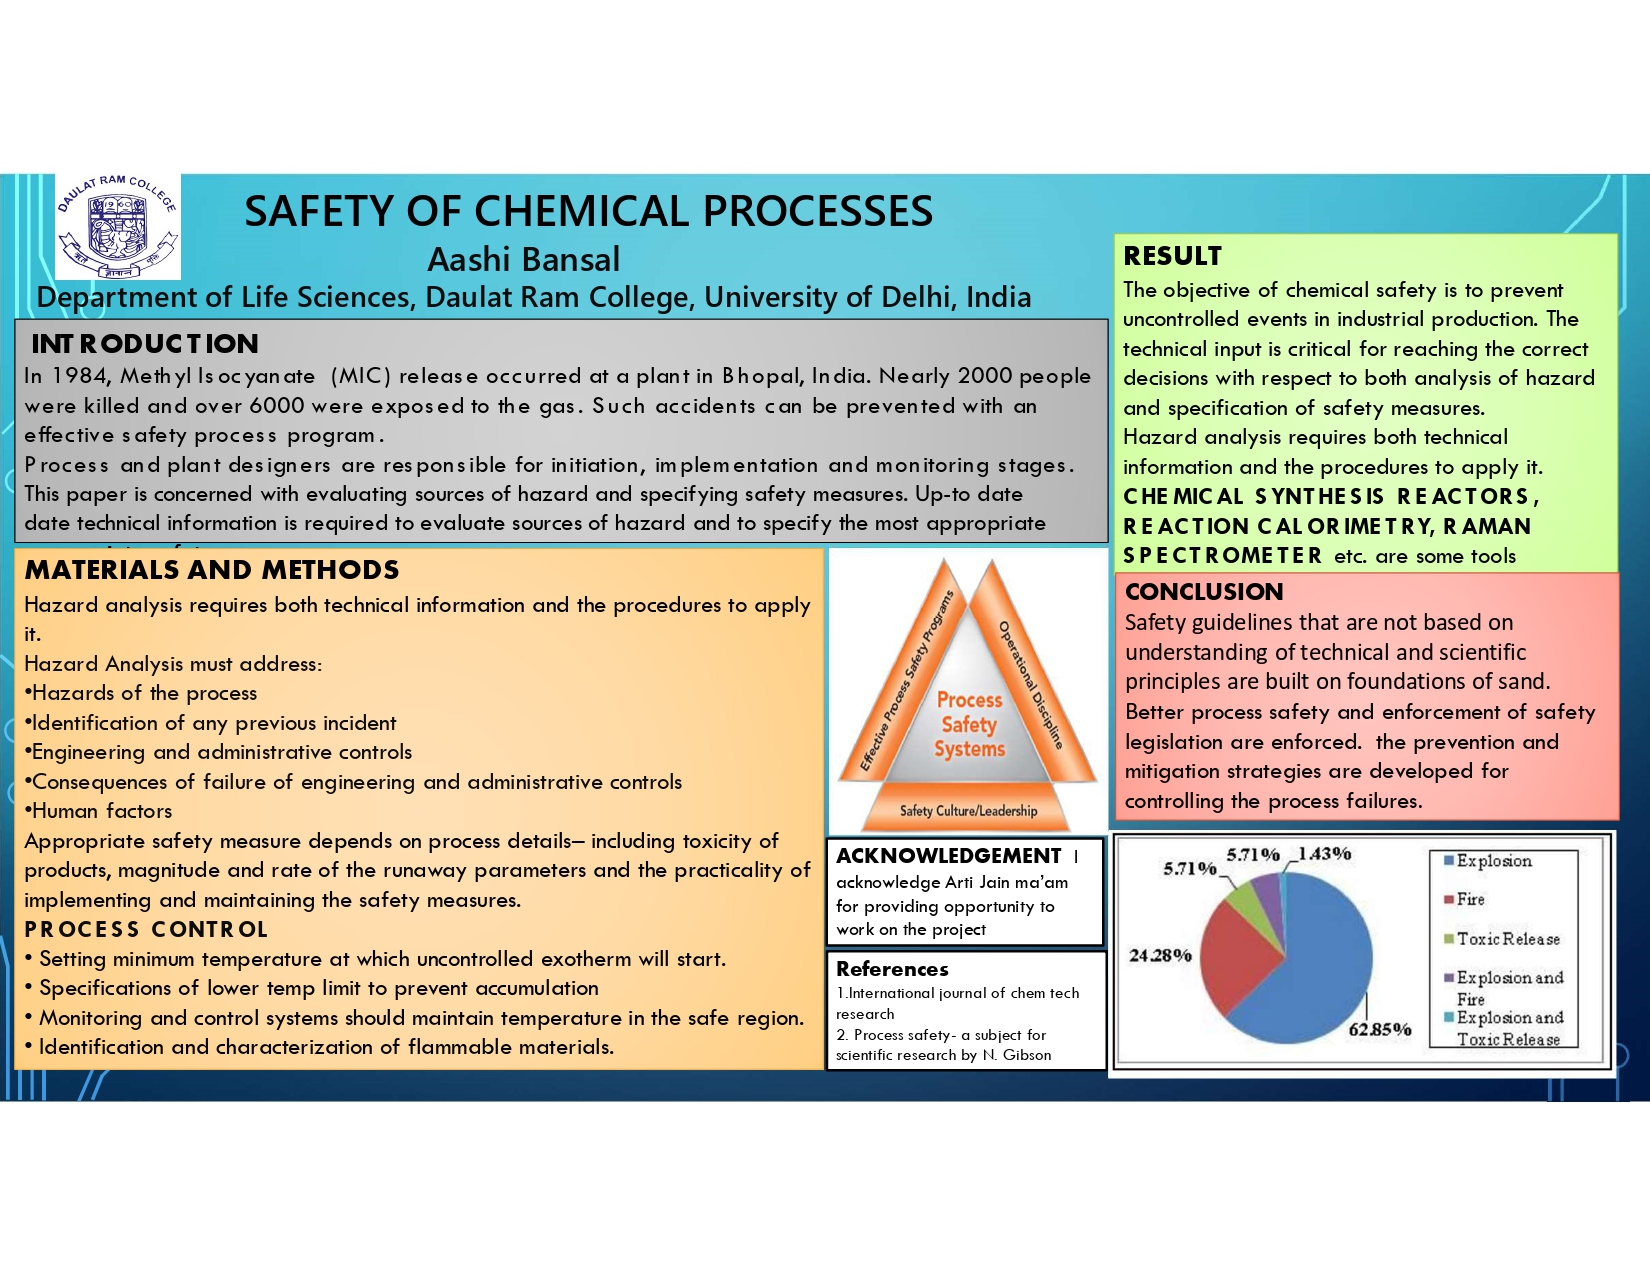 DAULAT RAM COLLEGE
1960
SAFETY OF CHEMICAL PROCESSES
Aashi Bansal
Department of Life Sciences, Daulat Ram College, University of Delhi, India
INTRODUCTION
In 1984, Methyl Isocyanate (MIC) release occurred at a plant in Bhopal, India. Nearly 2000 people
were killed and over 6000 were exposed to the gas. Such accidents can be prevented with an
effective safety process program.
Process and plant designers are responsible for initiation, implementation and monitoring stages.
This paper is concerned with evaluating sources of hazard and specifying safety measures. Up-to date
date technical information is required to evaluate sources of hazard and to specify the most appropriate
MATERIALS AND METHODS
Hazard analysis requires both technical information and the procedures to apply
it.
Hazard Analysis must address:
•Hazards of the process
•Identification of any previous incident
•Engineering and administrative controls
•Consequences of failure of engineering and administrative controls
•Human factors
Appropriate safety measure depends on process details– including toxicity of
products, magnitude and rate of the runaway parameters and the practicality of
implementing and maintaining the safety measures.
PROCESS CONTROL
• Setting minimum temperature at which uncontrolled exotherm will start.
• Specifications of lower temp limit to prevent accumulation
• Monitoring and control systems should maintain temperature in the safe region.
• Identification and characterization of flammable materials.
Effective Process Safety Programs
Operational Discipline
Process
Safety
Systems
Safety Culture/Leadership
ACKNOWLEDGEMENT I
acknowledge Arti Jain ma’am
for providing opportunity to
work on the project
References
1.International journal of chem tech
research
2. Process safety- a subject for
scientific research by N. Gibson
RESULT
The objective of chemical safety is to prevent
uncontrolled events in industrial production. The
technical input is critical for reaching the correct
decisions with respect to both analysis of hazard
and specification of safety measures.
Hazard analysis requires both technical
information and the procedures to apply it.
CHEMICAL SYNTHESIS REACTORS,
REACTION CALORIMETRY, RAMAN
SPECTROMETER etc. are some tools
CONCLUSION
Safety guidelines that are not based on
understanding of technical and scientific
principles are built on foundations of sand.
Better process safety and enforcement of safety
legislation are enforced. the prevention and
mitigation strategies are developed for
controlling the process failures.
5.71%
5.71%
1.43%
24.28%
62.85%
Explosion
Fire
Toxic Release
Explosion and
Fire
Explosion and
Toxic Release